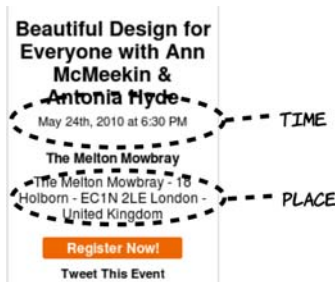 Beautiful Design for
Everyone with Ann
McMeekin &
Antonia Hyde
May 24th, 2010 at 6:30 PM
TIME
The Melton Mowbray
The Melton Mowbray - 18
Holborn - EC1N 2LE London -
United Kingdom
PLACE
Register Now!
Tweet This Event